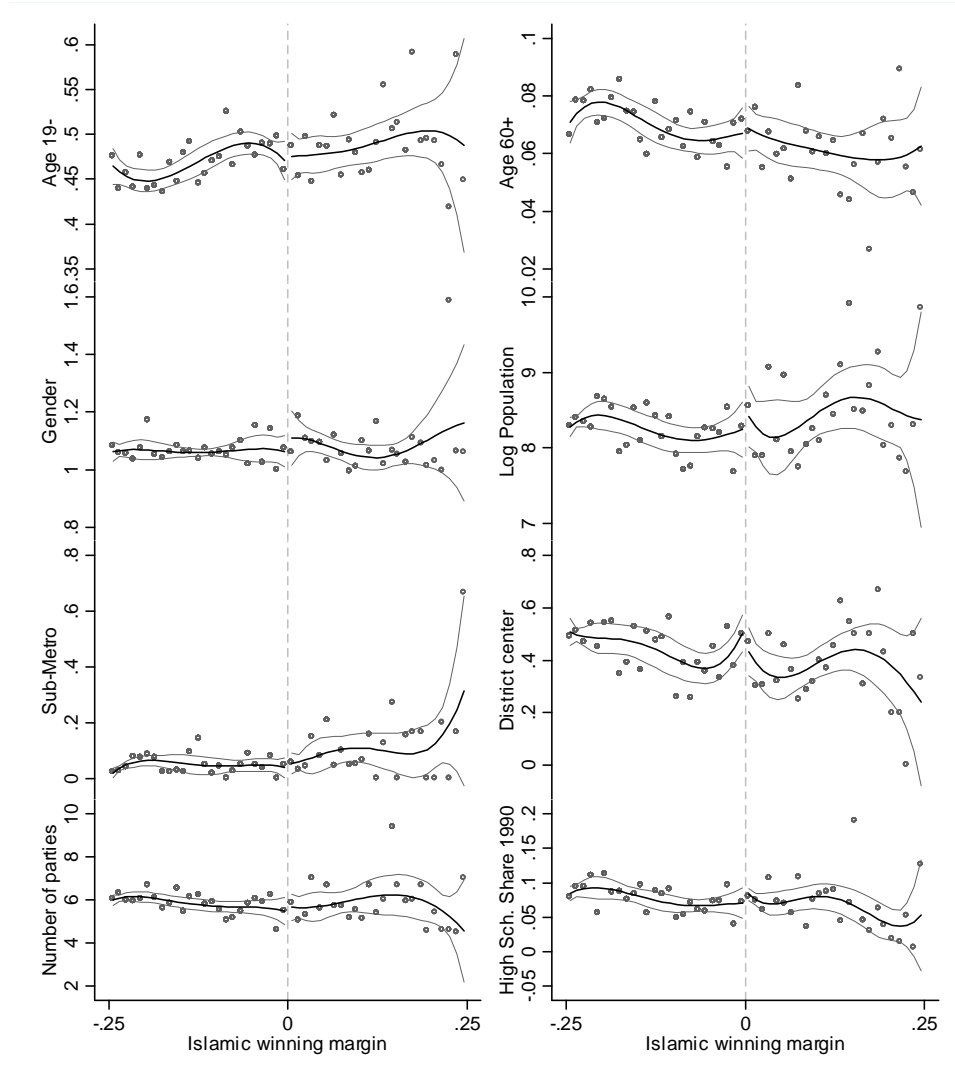 Age 19-
.35 .4 .45 .5 .55 .6
Age 60+
.02 .04 .06 .08 .1
Gender
.8 1 1.2 1.4 1.6
Log Population
7 8 9 10
Sub-Metro
0 .2 .4 .6 .8
District center
0 .2 .4 .6 .8
Number of parties
2 4 6 8 10
High Sch. Share 1990
-.05 0 .05 .1 .15 .2
-.25 0 .25
Islamic winning margin
-.25 0 .25
Islamic winning margin